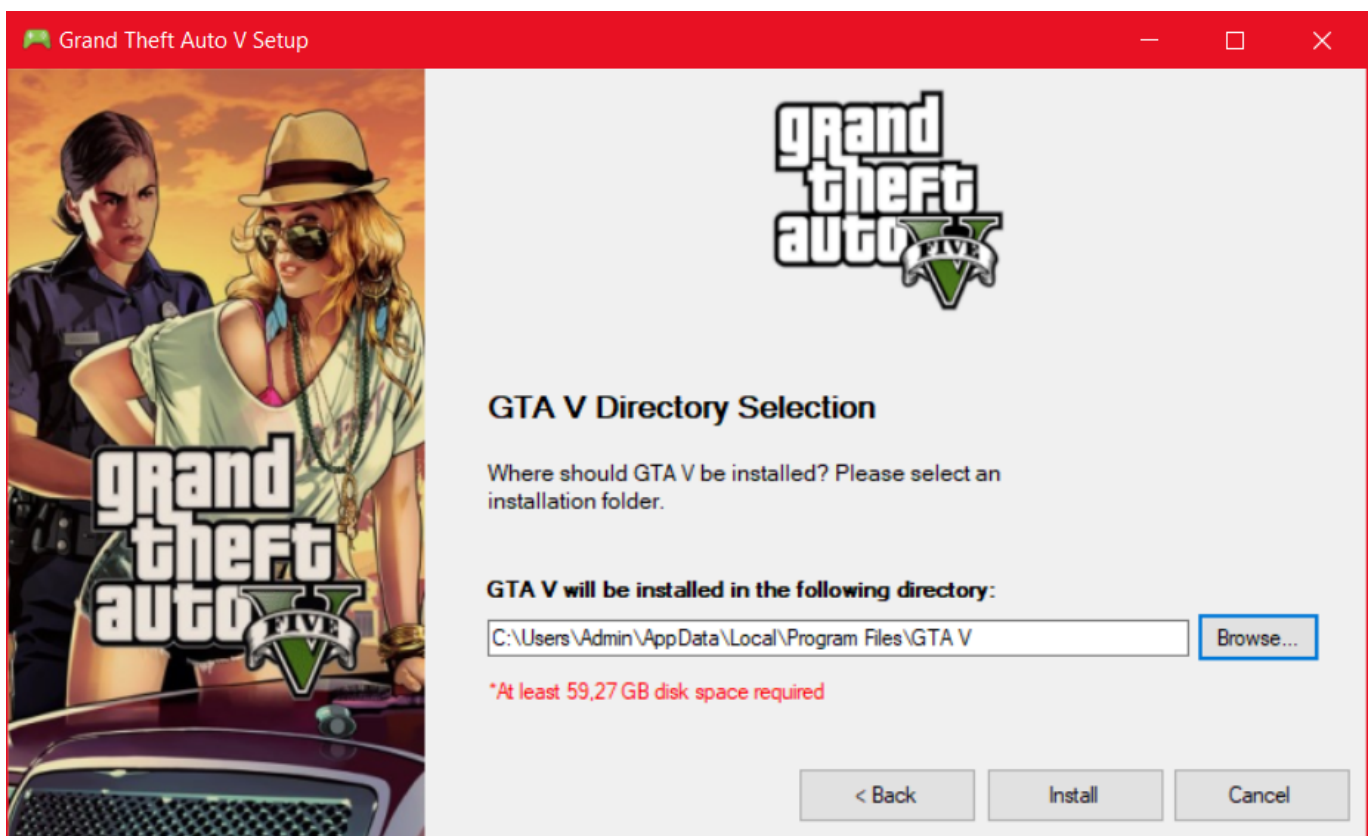 Grand Theft Auto V Setup
grand
theft
auto V
FIVE
grand
theft
auto V
FIVE
GTA V Directory Selection
Where should GTA V be installed? Please select an
installation folder.
GTA V will be installed in the following directory:
C:\Users\Admin\AppData\Local\Program Files\GTA V
Browse...
*At least 59,27 GB disk space required
< Back
Install
Cancel